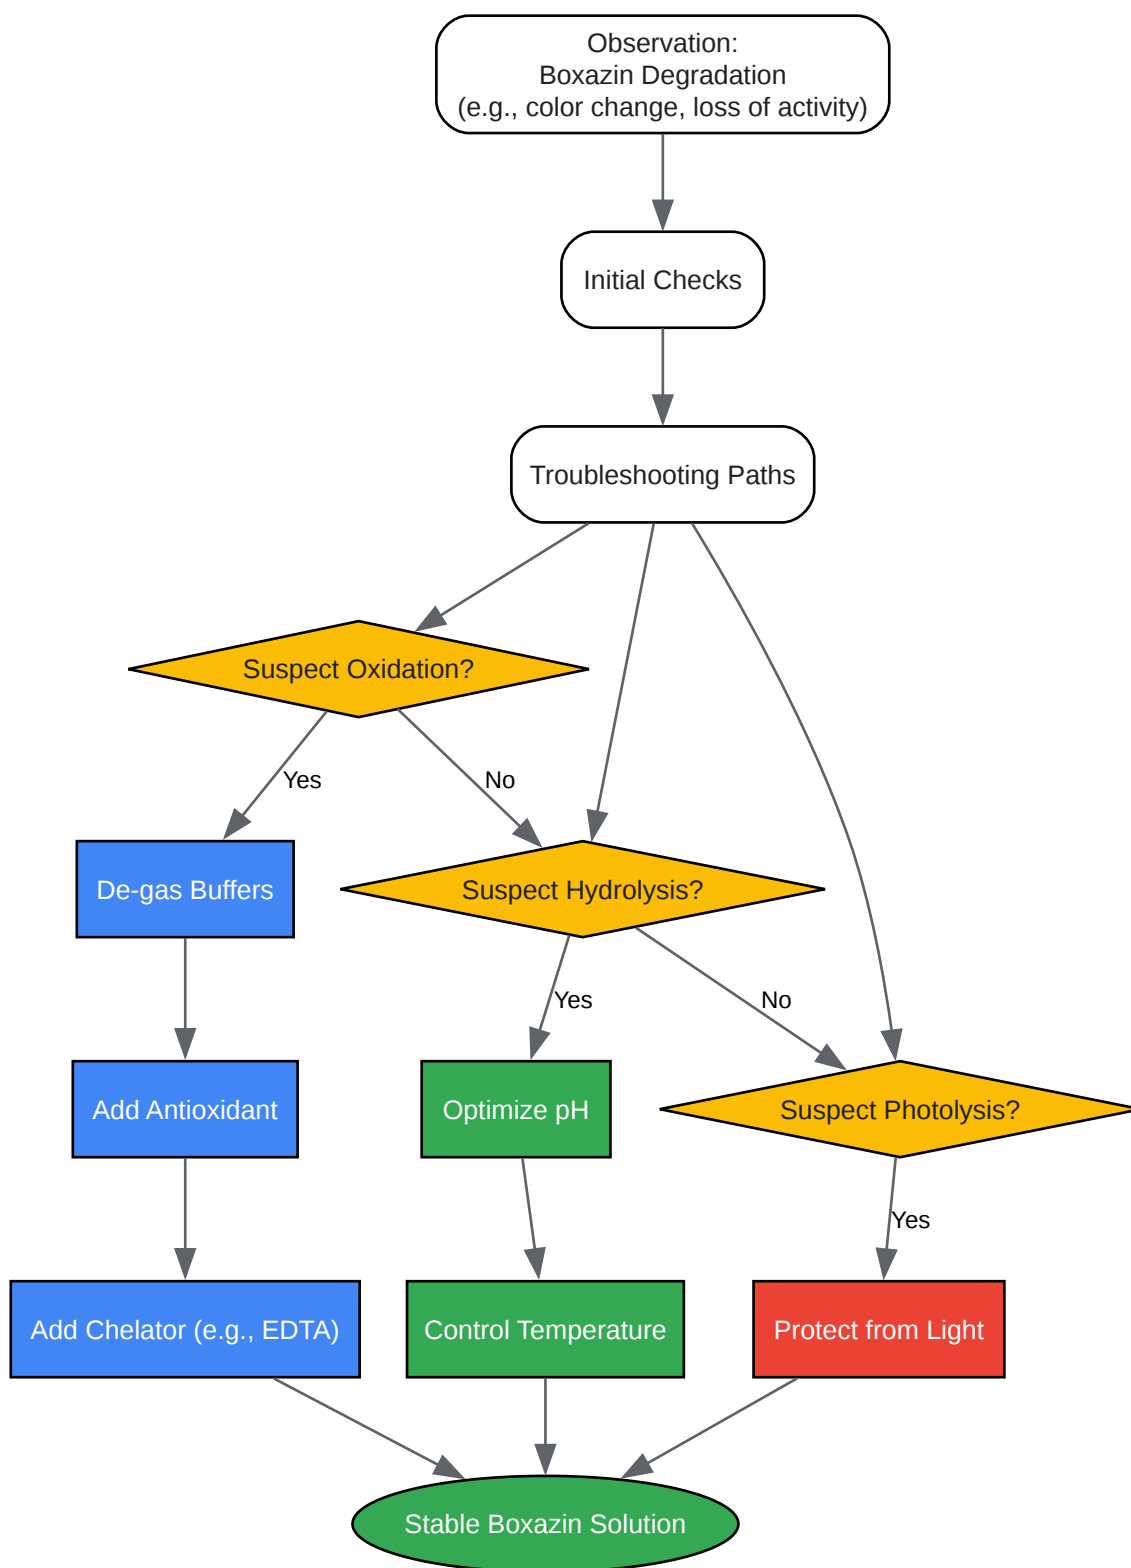 Observation:
Boxazin Degradation
(e.g., color change, loss of activity)
Initial Checks
Troubleshooting Paths
Suspect Oxidation?
Yes
No
De-gas Buffers
Suspect Hydrolysis?
Yes
No
Add Antioxidant
Optimize pH
Suspect Photolysis?
Yes
Add Chelator (e.g., EDTA)
Control Temperature
Protect from Light
Stable Boxazin Solution